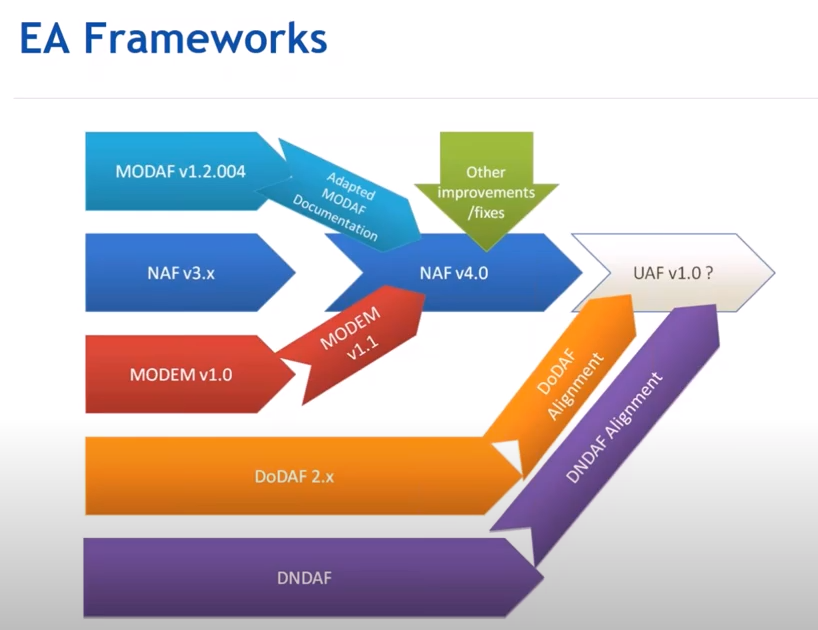 EA Frameworks
MODAF v1.2.004
Adapted
MODAF
Documentation
Other
improvements
/fixes
NAF v3.x
NAF v4.0
UAF v1.0 ?
MODEM v1.0
MODEM
v1.1
DoDAF
Alignment
DoDAF 2.x
DNDAF Alignment
DNDAF